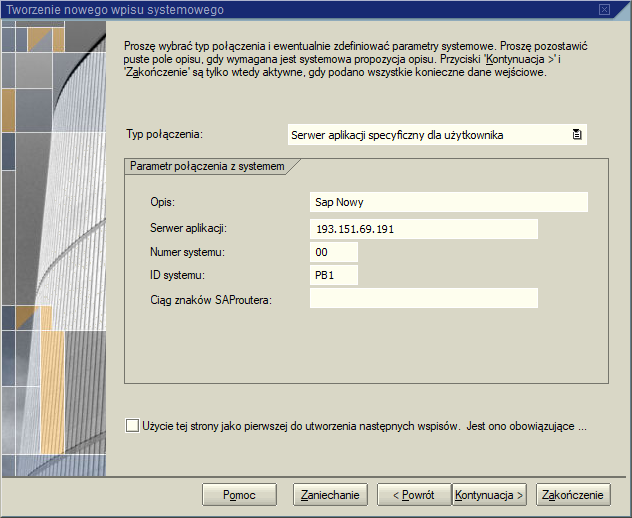 Tworzenie nowego wpisu systemowego
Proszę wybrać typ połączenia i ewentualnie zdefiniować parametry systemowe. Proszę pozostawić
puste pole opisu, gdy wymagana jest systemowa propozycja opisu. Przyciski 'Kontynuacja >' i
'Zakończenie' są tylko wtedy aktywne, gdy podano wszystkie konieczne dane wejściowe.
Typ połączenia: Serwer aplikacji specyficzny dla użytkownika
Parametr połączenia z systemem
Opis: Sap Nowy
Serwer aplikacji: 193.151.69.191
Numer systemu: 00
ID systemu: PB1
Ciąg znaków SAProutera:
Użycie tej strony jako pierwszej do utworzenia następnych wspisów. Jest ono obowiązujące ...
Pomoc Zaniechanie < Powrót Kontynuacja > Zakończenie